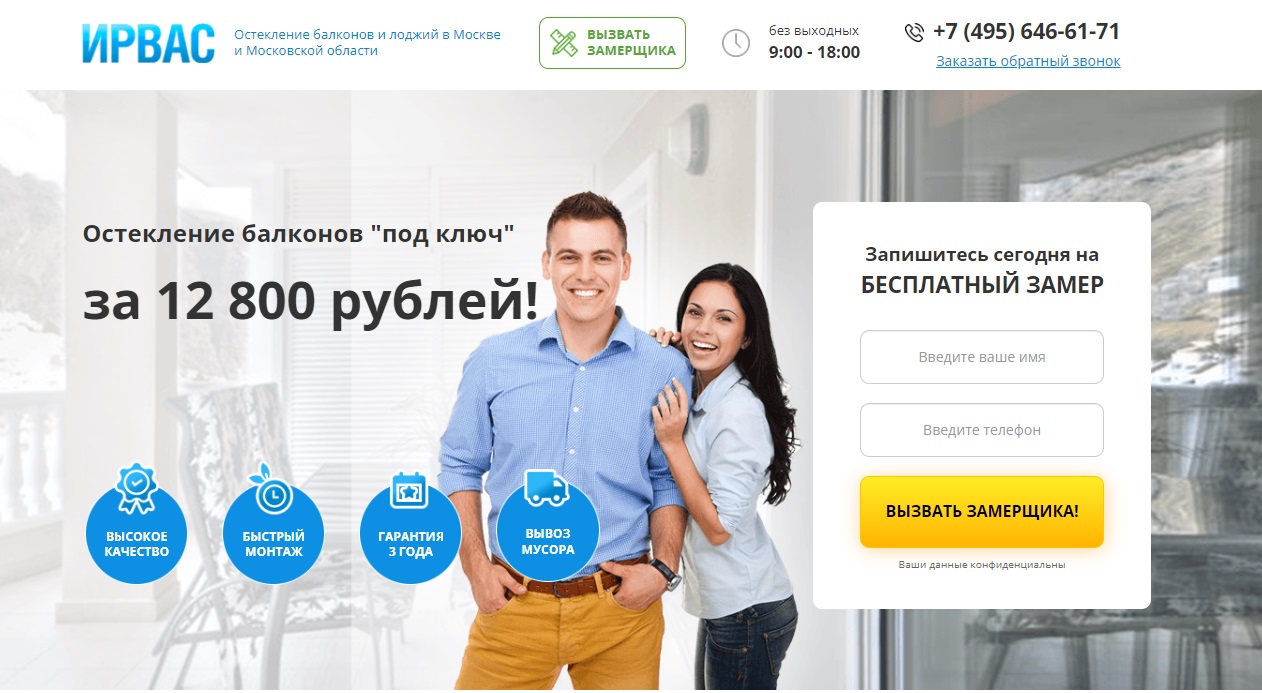 ИРВАС
Остекление балконов и лоджий в Москве
и Московской области
ВЫЗВАТЬ
ЗАМЕРЩИКА
без выходных
9:00 - 18:00
+7 (495) 646-61-71
Заказать обратный звонок
Остекление балконов "под ключ"
за 12 800 рублей!
ВЫСОКОЕ
КАЧЕСТВО
БЫСТРЫЙ
МОНТАЖ
ГАРАНТИЯ
3 ГОДА
ВЫВОЗ
МУСОРА
Запишитесь сегодня на
БЕСПЛАТНЫЙ ЗАМЕР
Введите ваше имя
Введите телефон
ВЫЗВАТЬ ЗАМЕРЩИКА!
Ваши данные конфиденциальны